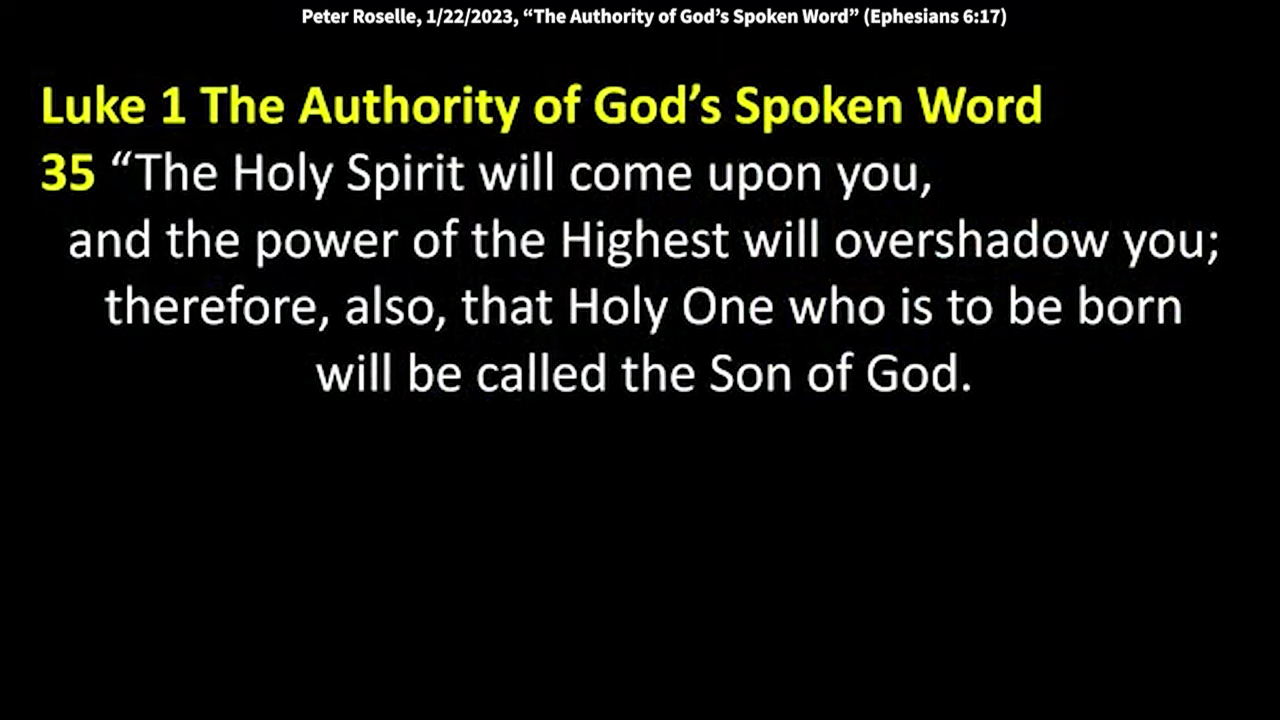 Peter Roselle, 1/22/2023, “The Authority of God’s Spoken Word” (Ephesians 6:17)
Luke 1 The Authority of God’s Spoken Word
35 “The Holy Spirit will come upon you,
and the power of the Highest will overshadow you;
therefore, also, that Holy One who is to be born
will be called the Son of God.